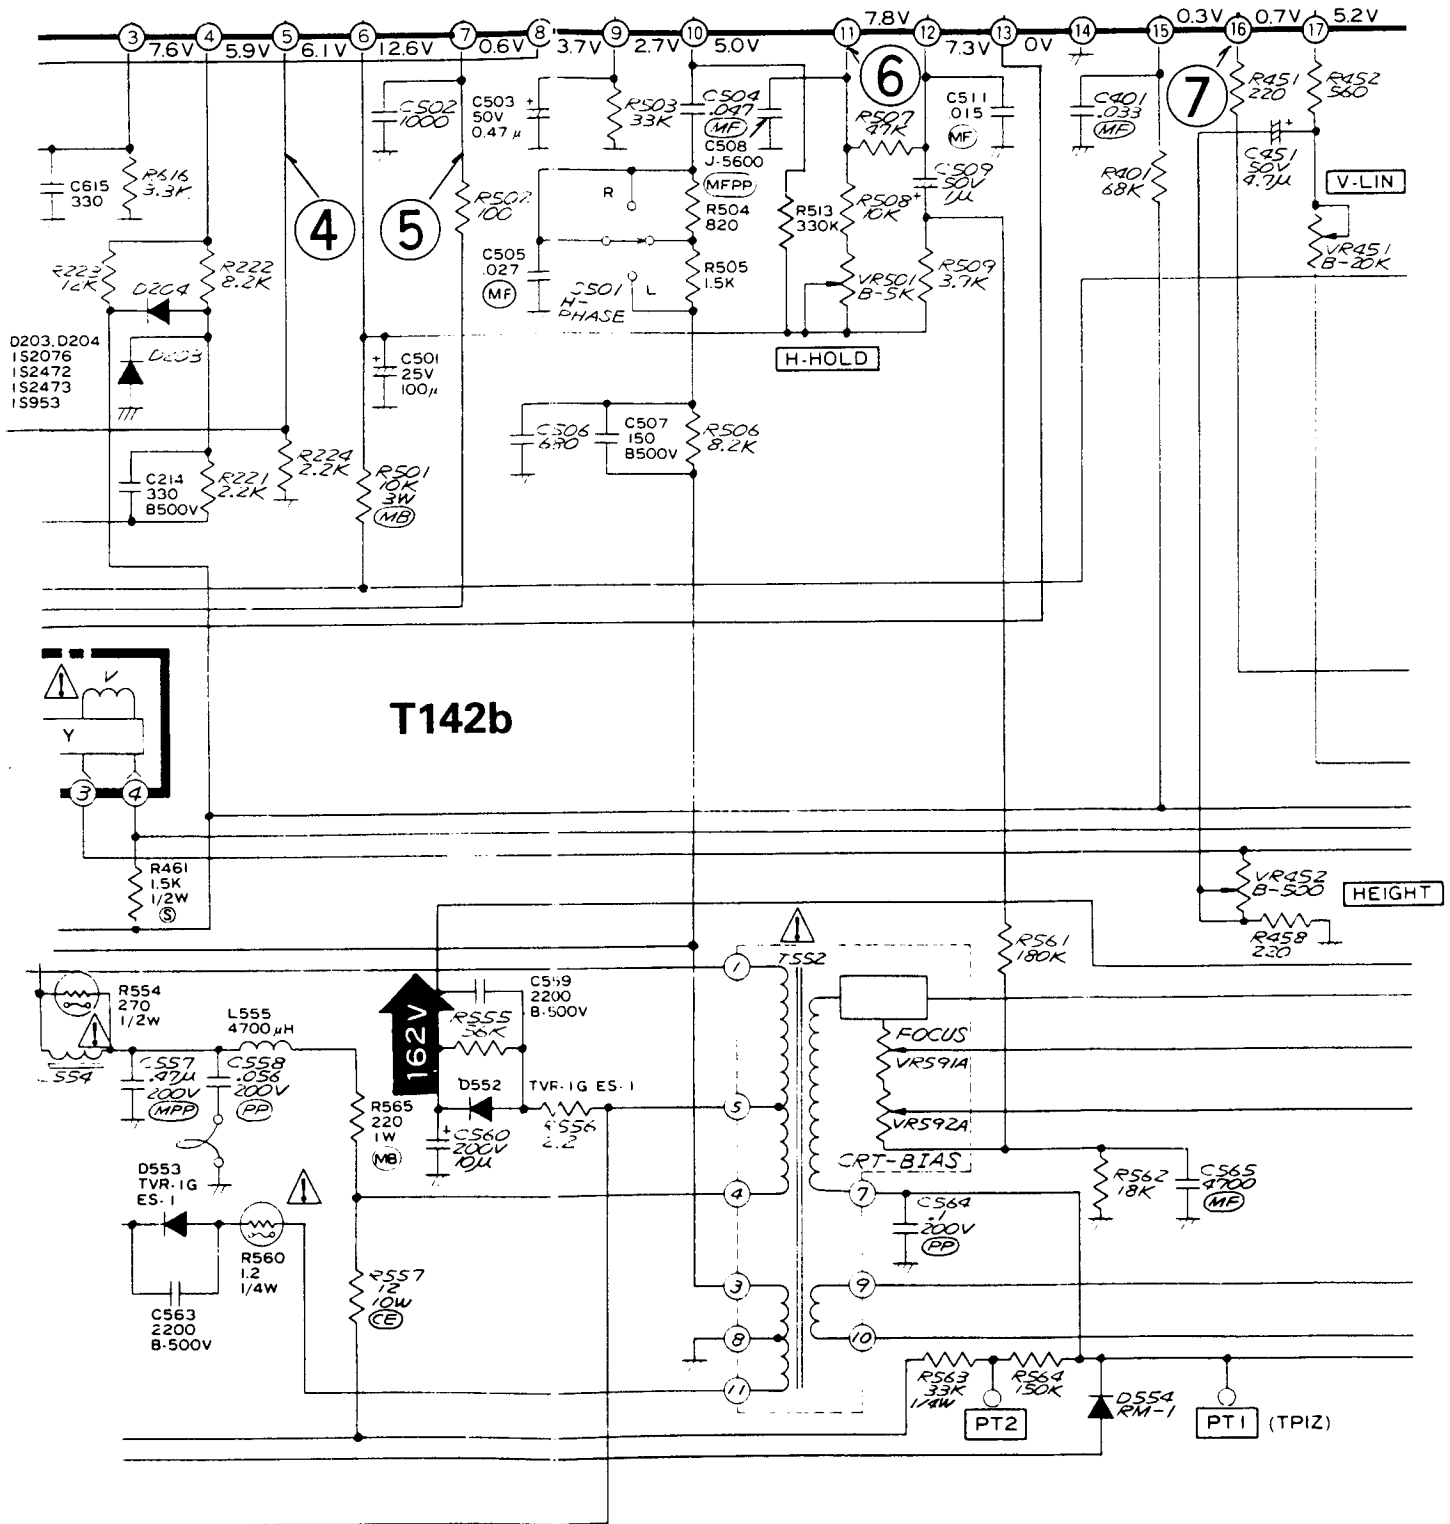 3 4 5 6 7 8 9 10 11 12 13 14 15 16 17
7.6V 5.9V 6.1V 12.6V 0.6V 3.7V 2.7V 5.0V 7.8V 7.3V 0V 0.3V 0.7V 5.2V
C615
330
R616
3.3K
4
C502
1000
5
R502
100
C503
50V
0.47μ
R503
33K
C504
.047
MF
C508
J-5600
MFPP
6
R507
47K
C511
.015
MF
C509
50V
1μ
C401
.033
MF
R401
68K
7
R451
220
R452
560
C451
50V
4.7μ
V-LIN
VR451
B-20K
R223
12K
R222
8.2K
D204
D203
D203.D204
1S2076
1S2472
1S2473
1S953
C505
.027
MF
R
L
C501
H-
PHASE
R504
820
R505
1.5K
R513
330K
R508
10K
VR501
B-5K
R509
3.7K
H-HOLD
C501
25V
100μ
C506
680
C507
150
B500V
R506
8.2K
C214
330
B500V
R221
2.2K
R224
2.2K
R501
10K
3W
MB
V
Y
3
4
T142b
R461
1.5K
1/2W
S
VR452
B-500
HEIGHT
R458
220
R554
270
1/2W
L555
4700μH
554
C557
.47μ
200V
MPP
C558
.056
200V
PP
162V
C559
2200
B-500V
R555
56K
D552
TVR-1G ES-1
R565
220
1W
MB
C560
200V
10μ
556
2.2
T552
1
5
4
3
8
11
7
9
10
FOCUS
VR591A
VR592A
CRT-BIAS
R561
180K
R562
18K
C565
4700
MF
C564
.1
200V
PP
D553
TVR-1G
ES-1
R560
1.2
1/4W
C563
2200
B-500V
R557
12
10W
CE
R563
33K
1/4W
R564
150K
PT2
D554
RM-1
PT1 (TP1Z)